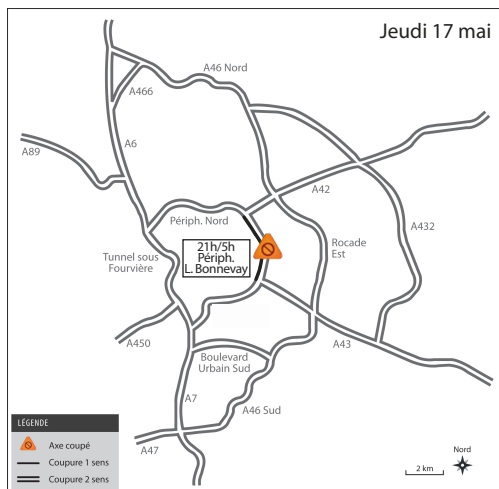 Jeudi 17 mai
A46 Nord
A466
A6
A89
A42
Périph. Nord
A432
21h/5h
Périph.
L. Bonnevay
Rocade
Est
Tunnel sous
Fourvière
A450
A43
Boulevard
Urbain Sud
A7
A46 Sud
A47
LÉGENDE
Axe coupé
Coupure 1 sens
Coupure 2 sens
Nord
2 km